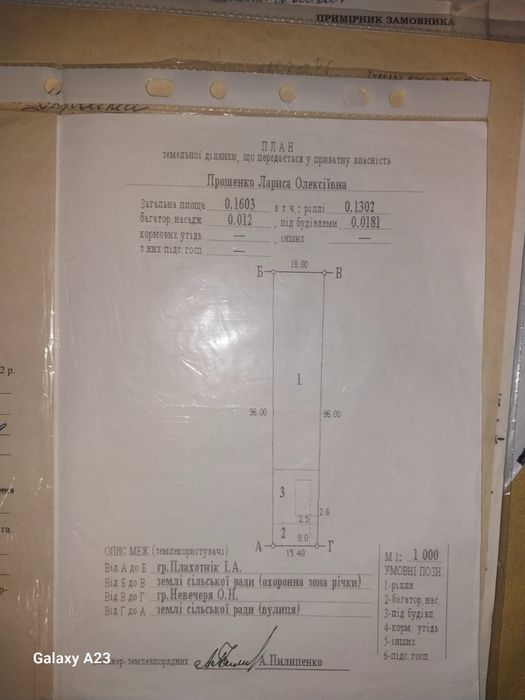 ПРИМІРНИК ЗАМОВНИКА
ПЛАН
земельної ділянки, що передається у приватну власність
Прошенко Лариса Олексіївна
Загальна площа 0.1603 в т.ч.: ріллі 0.1302
багатор. насадж. 0.012 , під будівлями 0.0181
кормових угідь — ; інших —
з них підс. госп. —
Б 18.00 В
1
96.00 96.00
3
2.5 2.8
2 8.0
А 15.40 Г
ОПИС МЕЖ (землекористувачі)
Від А до Б гр.Плахотнік І.А.
Від Б до В землі сільської ради (охоронна зона річки)
Від В до Г гр.Невечеря О.Н.
Від Г до А землі сільської ради (вулиця)
М 1: 1 000
УМОВНІ ПОЗН.
1-рілля
2-багатор.нас.
3-під будівл.
4-корм. угідь
5-інших
6-підс. госп.
нер-землевпорядник А.Пилипенко
2 р.
га
Galaxy A23